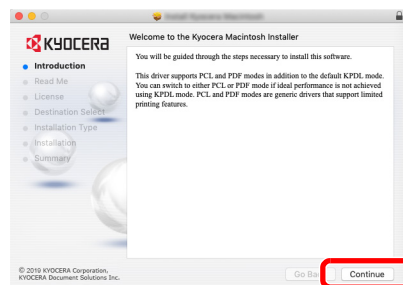 KYOCERA
Welcome to the Kyocera Macintosh Installer
Introduction
Read Me
License
Destination Select
Installation Type
Installation
Summary
You will be guided through the steps necessary to install this software.
This driver supports PCL and PDF modes in addition to the default KPDL mode.
You can switch to either PCL or PDF mode if ideal performance is not achieved
using KPDL mode. PCL and PDF modes are generic drivers that support limited
printing features.
© 2019 KYOCERA Corporation,
KYOCERA Document Solutions Inc.
Go Ba
Continue